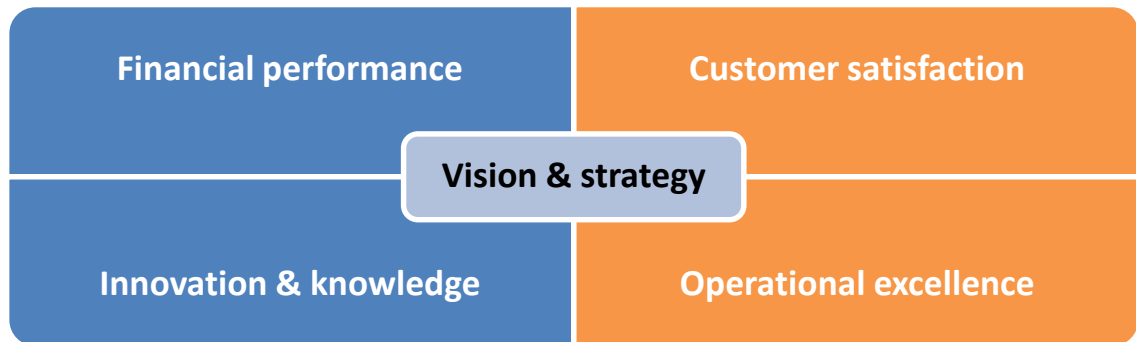 Financial performance
Customer satisfaction
Vision & strategy
Innovation & knowledge
Operational excellence